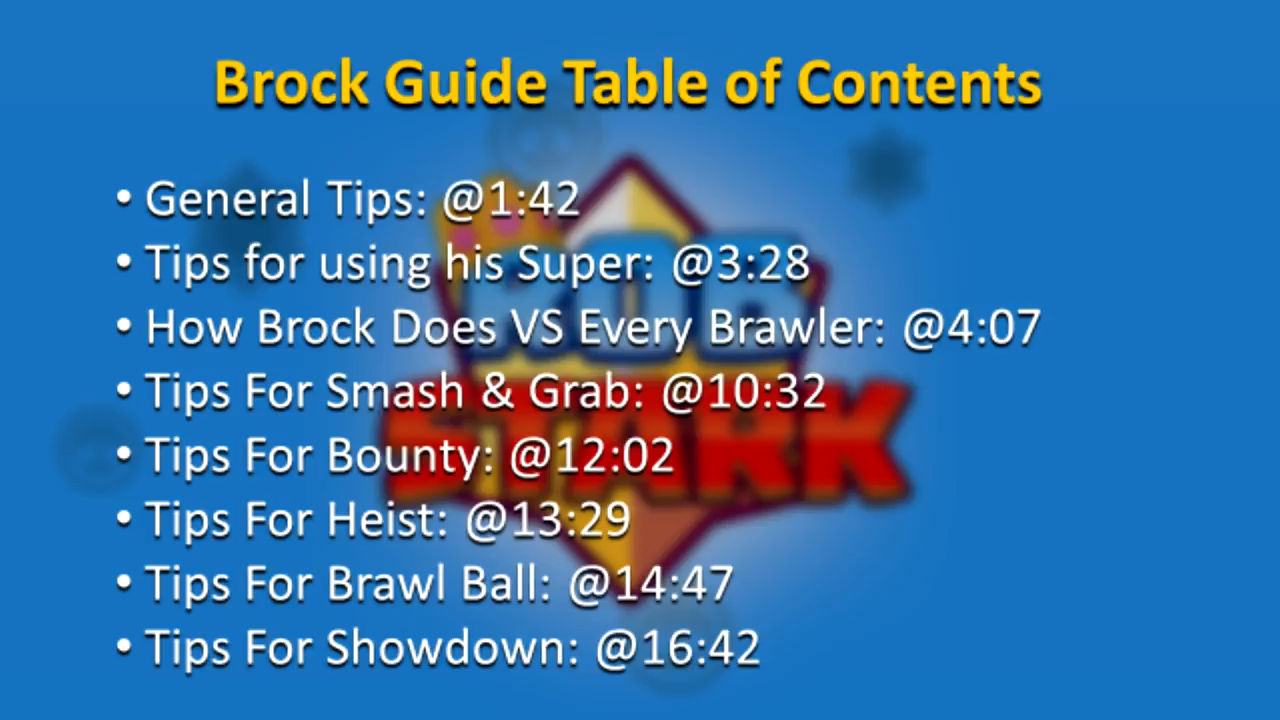 Brock Guide Table of Contents
• General Tips: @1:42
• Tips for using his Super: @3:28
• How Brock Does VS Every Brawler: @4:07
• Tips For Smash & Grab: @10:32
• Tips For Bounty: @12:02
• Tips For Heist: @13:29
• Tips For Brawl Ball: @14:47
• Tips For Showdown: @16:42
ROB
STARK